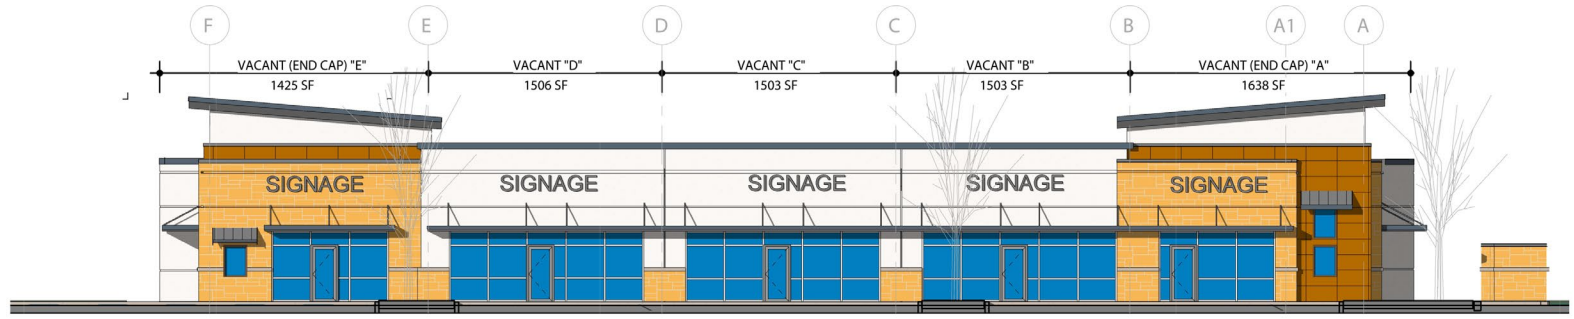 F E D C B A1 A
VACANT (END CAP) "E" VACANT "D" VACANT "C" VACANT "B" VACANT (END CAP) "A"
1425 SF 1506 SF 1503 SF 1503 SF 1638 SF
SIGNAGE SIGNAGE SIGNAGE SIGNAGE SIGNAGE